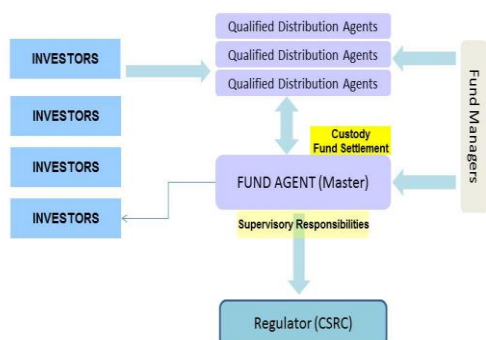 Qualified Distribution Agents
INVESTORS
Qualified Distribution Agents
Qualified Distribution Agents
Fund Managers
INVESTORS
Custody
Fund Settlement
INVESTORS
FUND AGENT (Master)
INVESTORS
Supervisory Responsibilities
Regulator (CSRC)